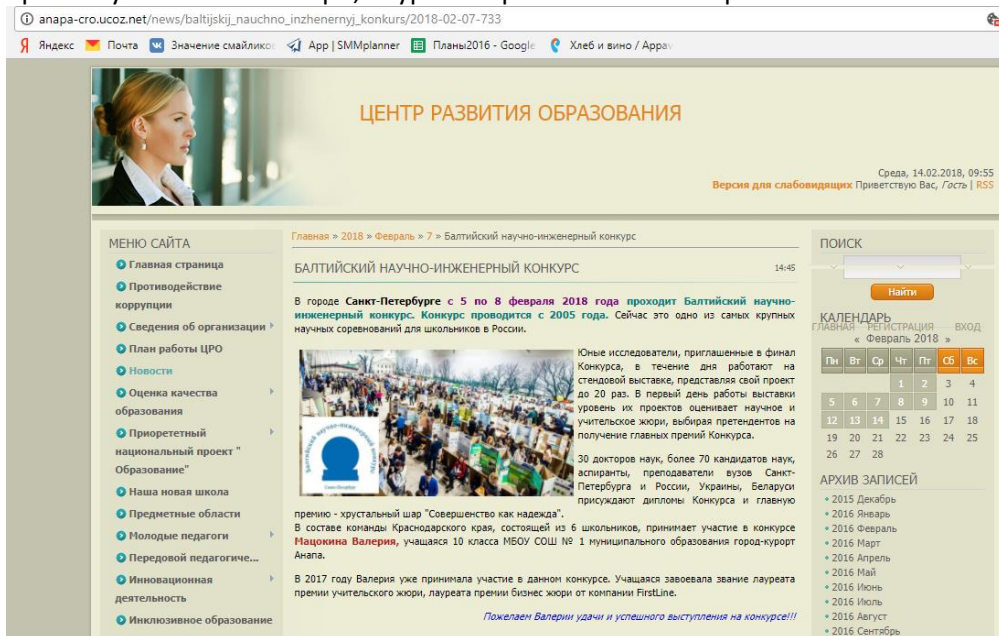 anapa-cro.ucoz.net/news/baltijskij_nauchno_inzhenernyj_konkurs/2018-02-07-733
Яндекс Почта Значение смайлико App | SMMplanner Планы2016 - Google Хлеб и вино / Appa
ЦЕНТР РАЗВИТИЯ ОБРАЗОВАНИЯ
Среда, 14.02.2018, 09:55
Версия для слабовидящих Приветствую Вас, Гость | RSS
МЕНЮ САЙТА
Главная страница
Противодействие
коррупции
Сведения об организации
План работы ЦРО
Новости
Оценка качества
образования
Приоретеный
национальный проект "
Образование"
Наша новая школа
Предметные области
Молодые педагоги
Передовой педагогиче...
Инновационная
деятельность
Инклюзивное образование
Главная » 2018 » Февраль » 7 » Балтийский научно-инженерный конкурс
БАЛТИЙСКИЙ НАУЧНО-ИНЖЕНЕРНЫЙ КОНКУРС 14:45
В городе Санкт-Петербурге с 5 по 8 февраля 2018 года проходит Балтийский научно-
инженерный конкурс. Конкурс проводится с 2005 года. Сейчас это одно из самых крупных
научных соревнований для школьников в России.
Юные исследователи, приглашенные в финал
Конкурса, в течение дня работают на
стендовой выставке, представляя свой проект
до 20 раз. В первый день работы выставки
уровень их проектов оценивает научное и
учительское жюри, выбирая претендентов на
получение главных премий Конкурса.
30 докторов наук, более 70 кандидатов наук,
аспиранты, преподаватели вузов Санкт-
Петербурга и России, Украины, Беларуси
присуждают дипломы Конкурса и главную
премию - хрустальный шар "Совершенство как надежда".
В составе команды Краснодарского края, состоящей из 6 школьников, принимает участие в конкурсе
Мацокина Валерия, учащаяся 10 класса МБОУ СОШ № 1 муниципального образования город-курорт
Анапа.
В 2017 году Валерия уже принимала участие в данном конкурсе. Учащаяся завоевала звание лауреата
премии учительского жюри, лауреата премии бизнес жюри от компании FirstLine.
Пожелаем Валерии удачи и успешного выступления на конкурсе!!!
Балтийский научно-инженерный конкурс
Санкт-Петербург
ПОИСК
Найти
КАЛЕНДАРЬ
ГЛАВНАЯ РЕГИСТРАЦИЯ ВХОД
« Февраль 2018 »
Пн Вт Ср Чт Пт Сб Вс
1 2 3 4
5 6 7 8 9 10 11
12 13 14 15 16 17 18
19 20 21 22 23 24 25
26 27 28
АРХИВ ЗАПИСЕЙ
2015 Декабрь
2016 Январь
2016 Февраль
2016 Март
2016 Апрель
2016 Май
2016 Июнь
2016 Июль
2016 Август
2016 Сентябрь